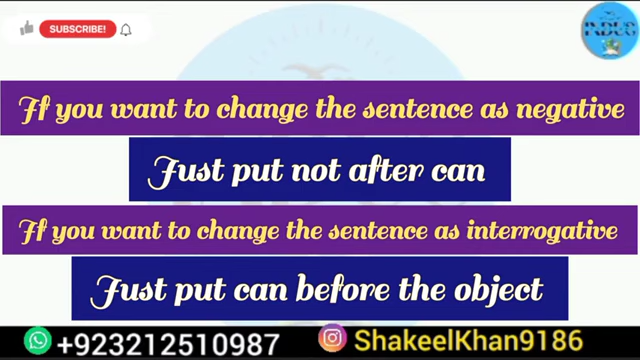 SUBSCRIBE!
INDUS
If you want to change the sentence as negative
Just put not after can
If you want to change the sentence as interrogative
Just put can before the object
+923212510987 ShakeelKhan9186